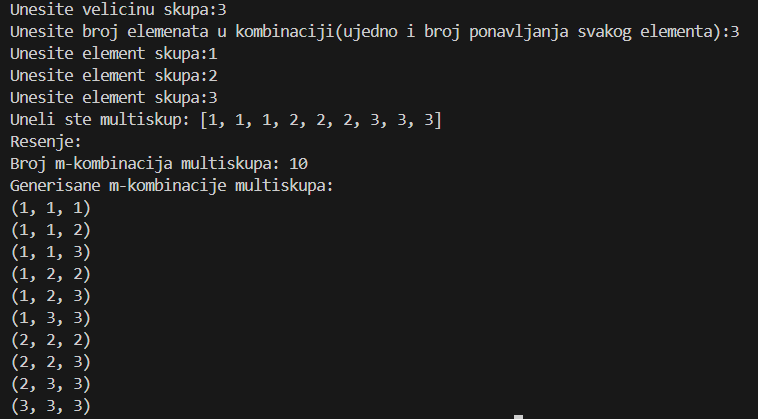 Unesite velicinu skupa:3
Unesite broj elemenata u kombinaciji(ujedno i broj ponavljanja svakog elementa):3
Unesite element skupa:1
Unesite element skupa:2
Unesite element skupa:3
Uneli ste multiskup: [1, 1, 1, 2, 2, 2, 3, 3, 3]
Resenje:
Broj m-kombinacija multiskupa: 10
Generisane m-kombinacije multiskupa:
(1, 1, 1)
(1, 1, 2)
(1, 1, 3)
(1, 2, 2)
(1, 2, 3)
(1, 3, 3)
(2, 2, 2)
(2, 2, 3)
(2, 3, 3)
(3, 3, 3)